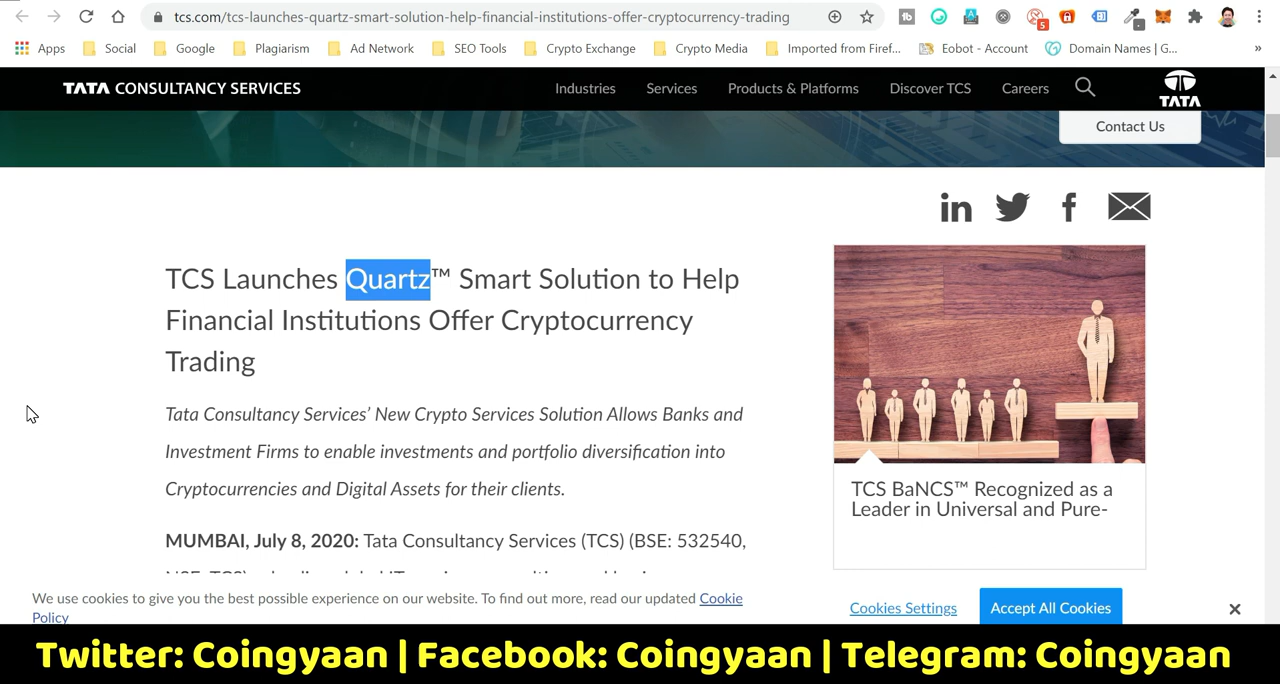 tcs.com/tcs-launches-quartz-smart-solution-help-financial-institutions-offer-cryptocurrency-trading
5
Apps Social Google Plagiarism Ad Network SEO Tools Crypto Exchange Crypto Media Imported from Firef... Eobot - Account Domain Names | G... »
TATA CONSULTANCY SERVICES Industries Services Products & Platforms Discover TCS Careers
TATA
Contact Us
TCS Launches Quartz™ Smart Solution to Help
Financial Institutions Offer Cryptocurrency
Trading
Tata Consultancy Services’ New Crypto Services Solution Allows Banks and
Investment Firms to enable investments and portfolio diversification into
Cryptocurrencies and Digital Assets for their clients.
MUMBAI, July 8, 2020: Tata Consultancy Services (TCS) (BSE: 532540,
TCS BaNCS™ Recognized as a
Leader in Universal and Pure-
We use cookies to give you the best possible experience on our website. To find out more, read our updated Cookie
Policy
Cookies Settings
Accept All Cookies
Twitter: Coingyaan | Facebook: Coingyaan | Telegram: Coingyaan